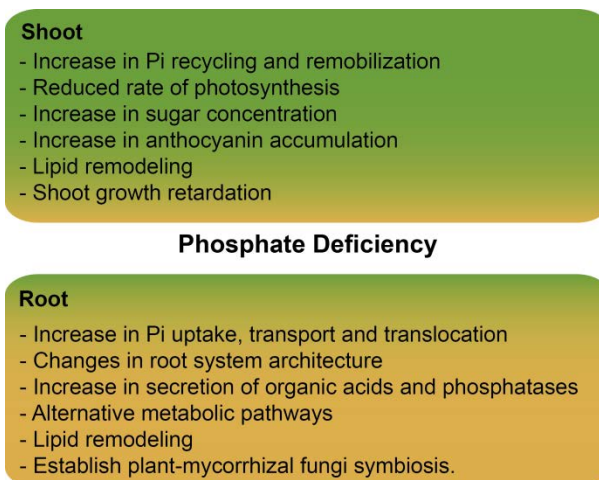 Shoot
- Increase in Pi recycling and remobilization
- Reduced rate of photosynthesis
- Increase in sugar concentration
- Increase in anthocyanin accumulation
- Lipid remodeling
- Shoot growth retardation
Phosphate Deficiency
Root
- Increase in Pi uptake, transport and translocation
- Changes in root system architecture
- Increase in secretion of organic acids and phosphatases
- Alternative metabolic pathways
- Lipid remodeling
- Establish plant-mycorrhizal fungi symbiosis.